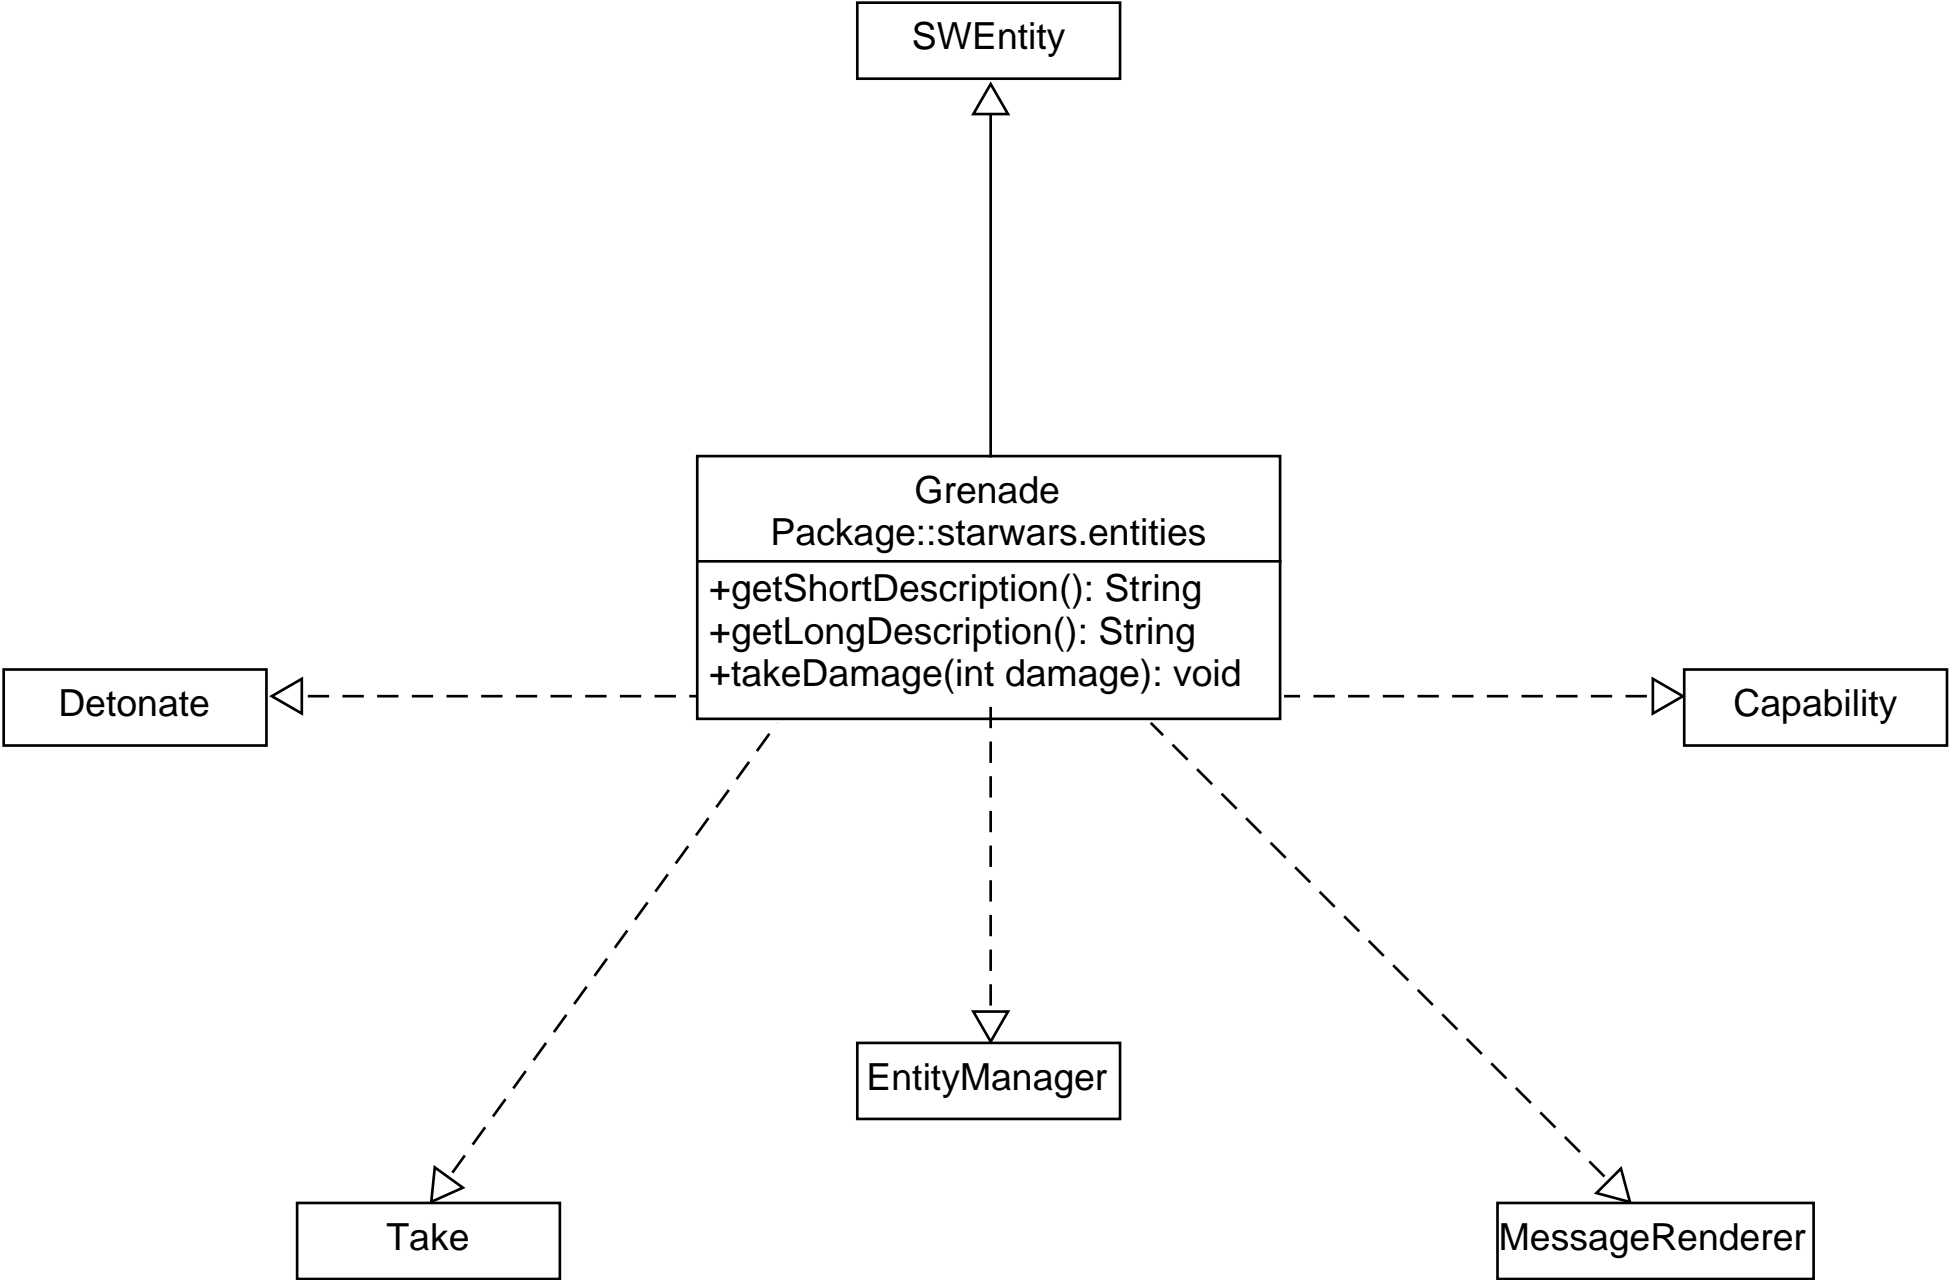 SWEntity
Grenade
Package::starwars.entities
+getShortDescription(): String
+getLongDescription(): String
+takeDamage(int damage): void
Detonate
Capability
EntityManager
Take
MessageRenderer